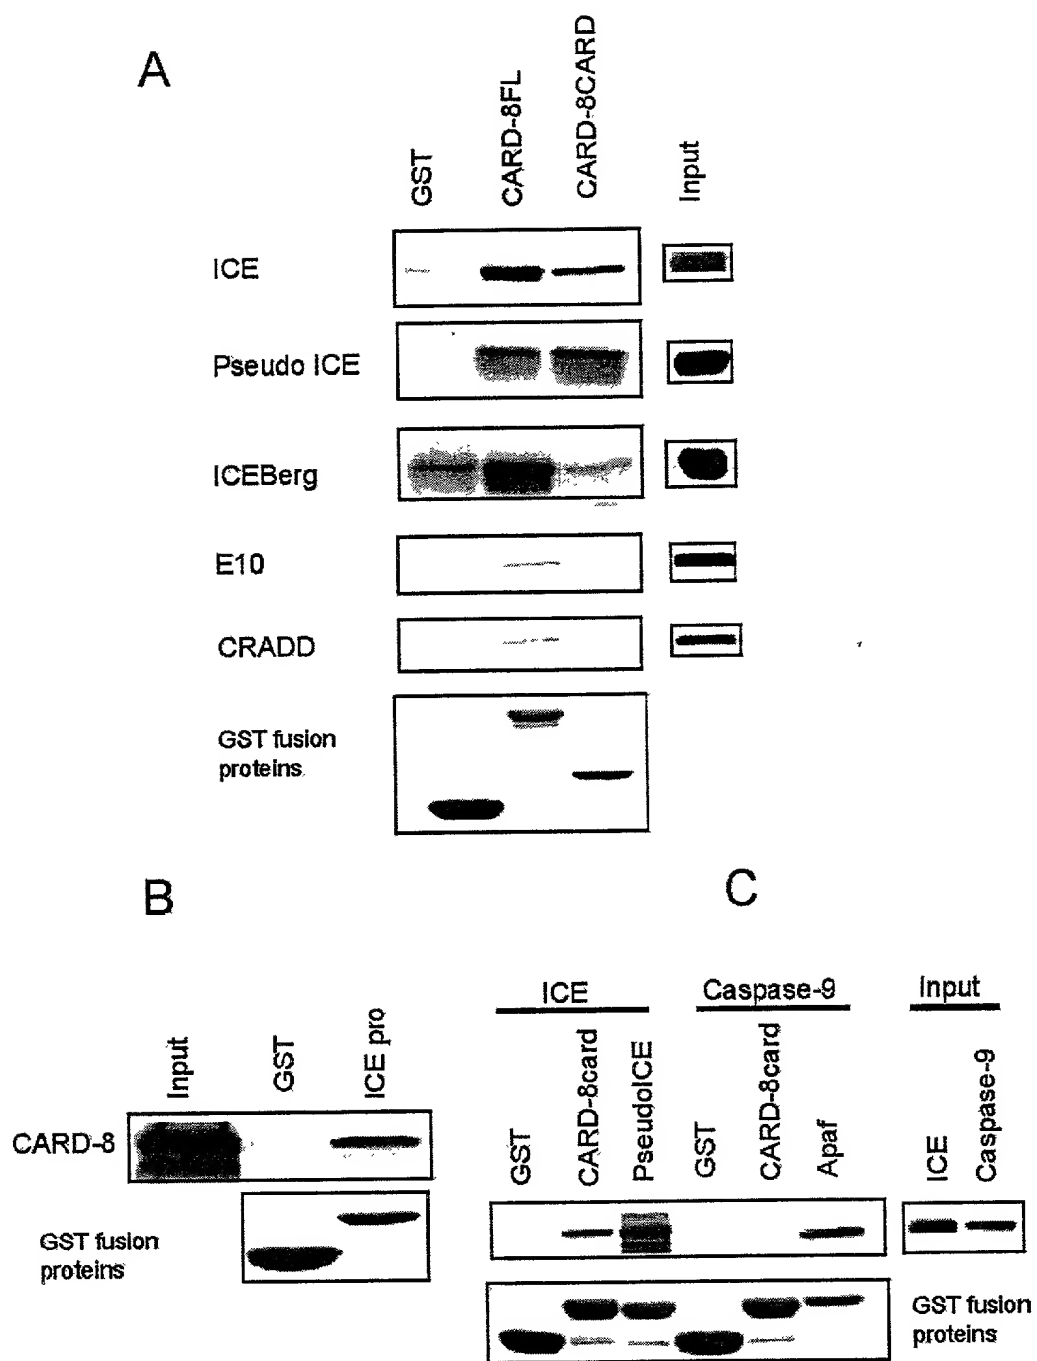 A
GST
CARD-8FL
CARD-8CARD
Input
ICE
Pseudo ICE
ICEBerg
E10
CRADD
GST fusion
proteins
B
C
Input
GST
ICE pro
CARD-8
GST fusion
proteins
ICE
Caspase-9
Input
GST
CARD-8card
PseudoICE
GST
CARD-8card
Apaf
ICE
Caspase-9
GST fusion
proteins